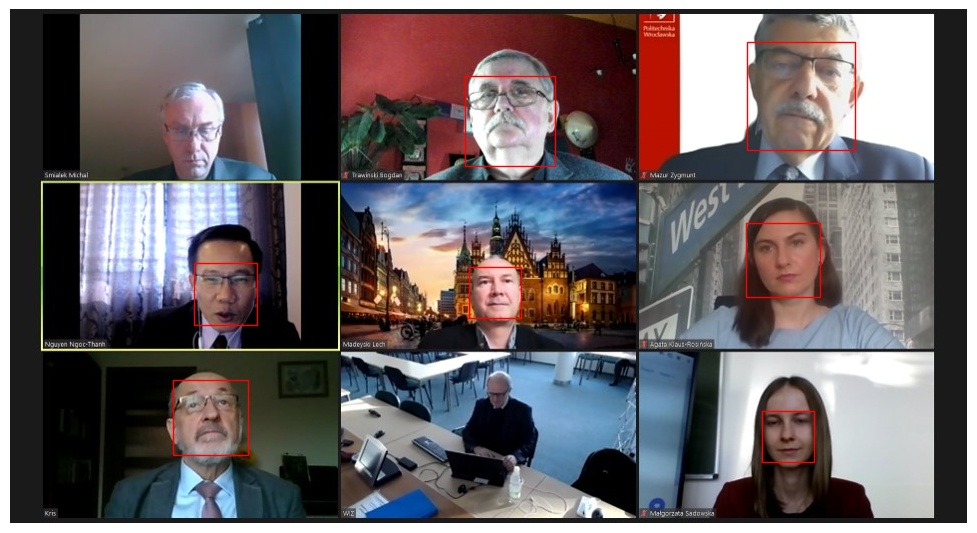 Politechnika
Wrocławska
Smiałek Michał
Trawiński Bogdan
Mazur Zygmunt
West
Nguyen Ngoc-Thanh
Madeyski Lech
Agata Klaus-Rosińska
Kris
WIZ
Małgorzata Sadowska